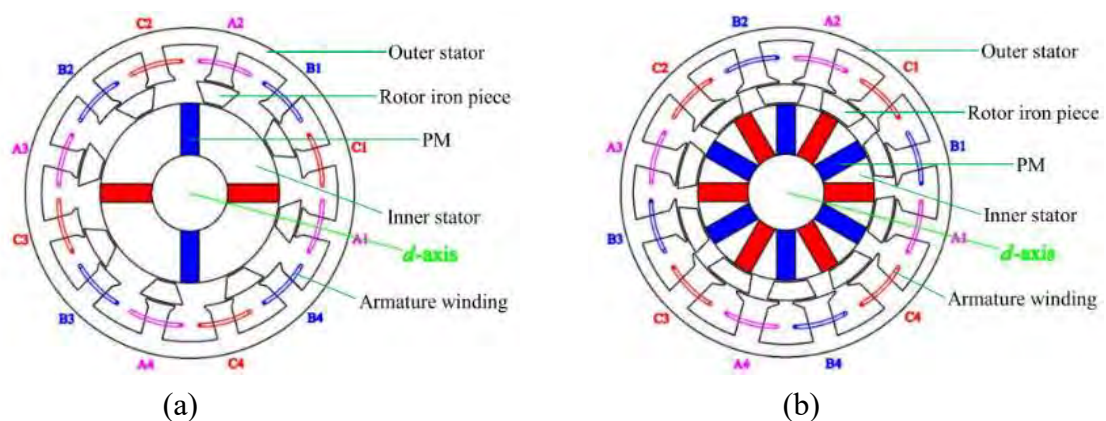 C2
A2
Outer stator
B2
B1
Rotor iron piece
PM
A3
C1
Inner stator
C3
A1
d-axis
B3
Armature winding
B4
A4
C4
(a)
B2
A2
Outer stator
C2
C1
Rotor iron piece
A3
B1
PM
Inner stator
B3
A1
d-axis
Armature winding
C3
C4
A4
B4
(b)